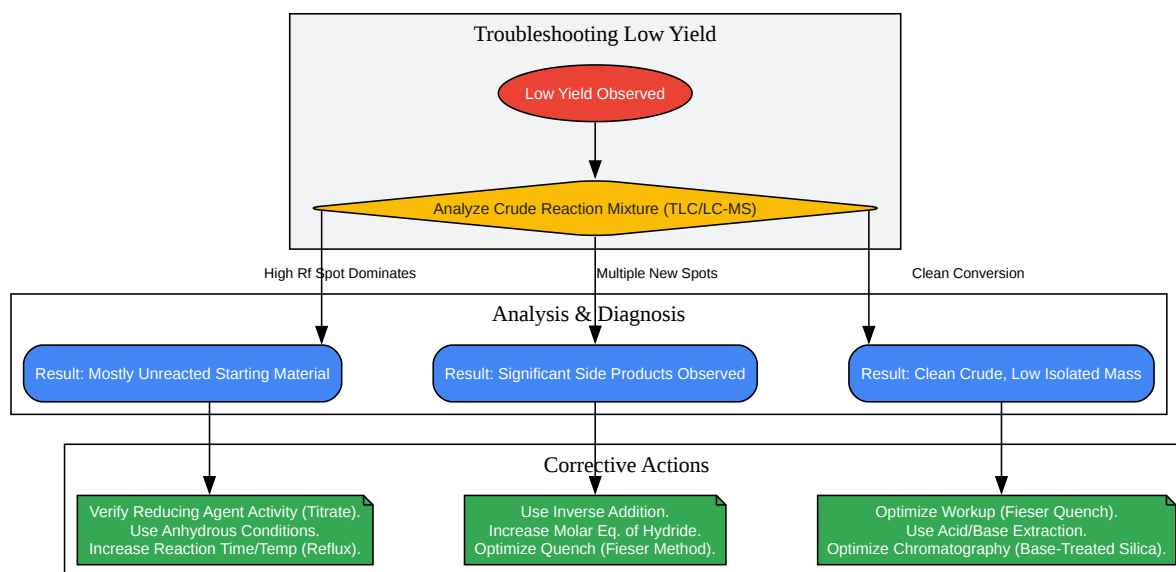 Troubleshooting Low Yield
Low Yield Observed
Analyze Crude Reaction Mixture (TLC/LC-MS)
High Rf Spot Dominates
Multiple New Spots
Clean Conversion
Analysis & Diagnosis
Result: Mostly Unreacted Starting Material
Result: Significant Side Products Observed
Result: Clean Crude, Low Isolated Mass
Corrective Actions
Verify Reducing Agent Activity (Titrate).
Use Anhydrous Conditions.
Increase Reaction Time/Temp (Reflux).
Use Inverse Addition.
Increase Molar Eq. of Hydride.
Optimize Quench (Fieser Method).
Optimize Workup (Fieser Quench).
Use Acid/Base Extraction.
Optimize Chromatography (Base-Treated Silica).